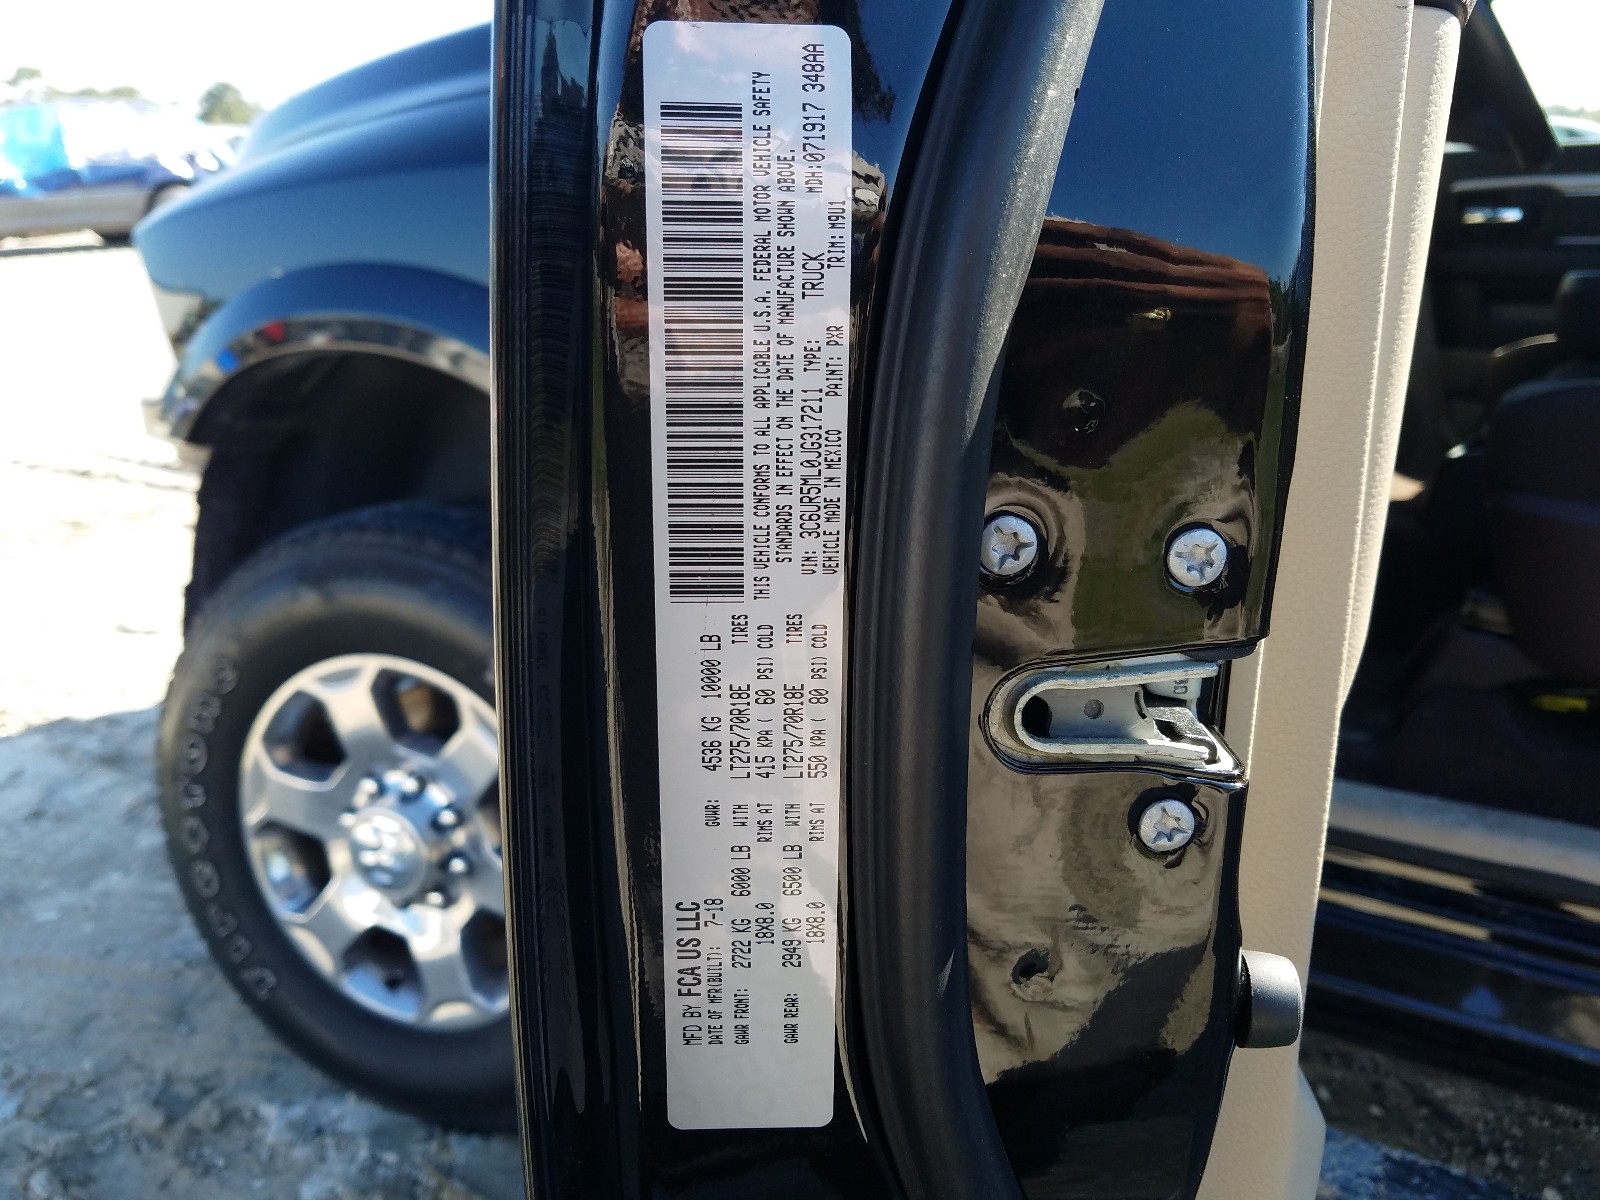 MFD BY FCA US LLC
DATE OF MFR(BUILT): 7-18 GVWR: 4536 KG 10000 LB
GAWR FRONT: 2722 KG 6000 LB WITH LT275/70R18E TIRES
18X8.0 RIMS AT 415 KPA ( 60 PSI) COLD
GAWR REAR: 2949 KG 6500 LB WITH LT275/70R18E TIRES
18X8.0 RIMS AT 550 KPA ( 80 PSI) COLD
THIS VEHICLE CONFORMS TO ALL APPLICABLE U.S.A. FEDERAL MOTOR VEHICLE SAFETY
STANDARDS IN EFFECT ON THE DATE OF MANUFACTURE SHOWN ABOVE.
VIN: 3C6UR5ML0JG317211 TYPE: TRUCK MDH:071917 348AA
VEHICLE MADE IN MEXICO PAINT: PXR TRIM: M9U1